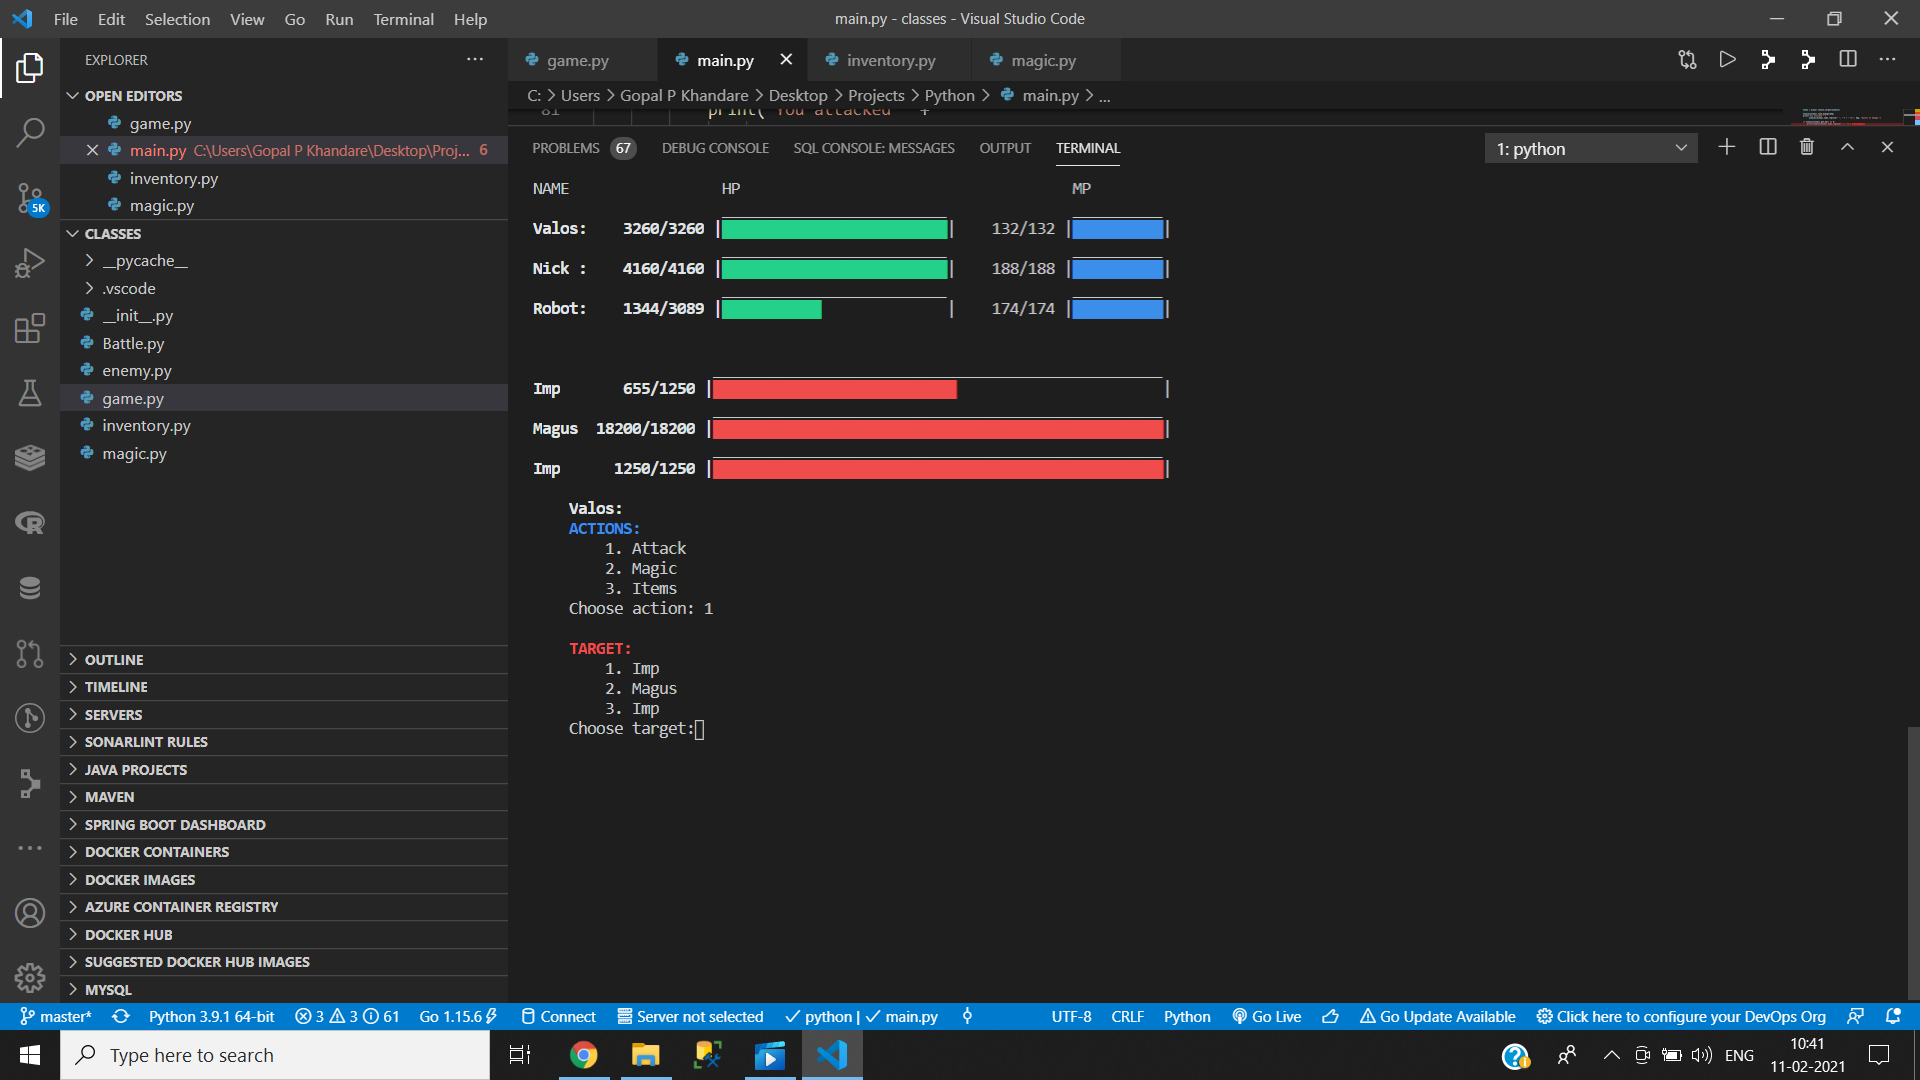 File Edit Selection View Go Run Terminal Help
main.py - classes - Visual Studio Code
EXPLORER
OPEN EDITORS
game.py
main.py C:\Users\Gopal P Khandare\Desktop\Proj... 6
inventory.py
magic.py
5K
CLASSES
__pycache__
.vscode
__init__.py
Battle.py
enemy.py
game.py
inventory.py
magic.py
OUTLINE
TIMELINE
SERVERS
SONARLINT RULES
JAVA PROJECTS
MAVEN
SPRING BOOT DASHBOARD
DOCKER CONTAINERS
DOCKER IMAGES
AZURE CONTAINER REGISTRY
DOCKER HUB
SUGGESTED DOCKER HUB IMAGES
MYSQL
game.py main.py inventory.py magic.py
C: > Users > Gopal P Khandare > Desktop > Projects > Python > main.py > ...
81 print("You attacked " +
PROBLEMS 67 DEBUG CONSOLE SQL CONSOLE: MESSAGES OUTPUT TERMINAL 1: python
NAME HP MP
Valos: 3260/3260 | | 132/132 | |
Nick : 4160/4160 | | 188/188 | |
Robot: 1344/3089 | | 174/174 | |
Imp 655/1250 | |
Magus 18200/18200 | |
Imp 1250/1250 | |
Valos:
ACTIONS:
1. Attack
2. Magic
3. Items
Choose action: 1
TARGET:
1. Imp
2. Magus
3. Imp
Choose target:
master* Python 3.9.1 64-bit 3 3 61 Go 1.15.6 Connect Server not selected python | main.py UTF-8 CRLF Python Go Live Go Update Available Click here to configure your DevOps Org
Type here to search
ENG
10:41
11-02-2021